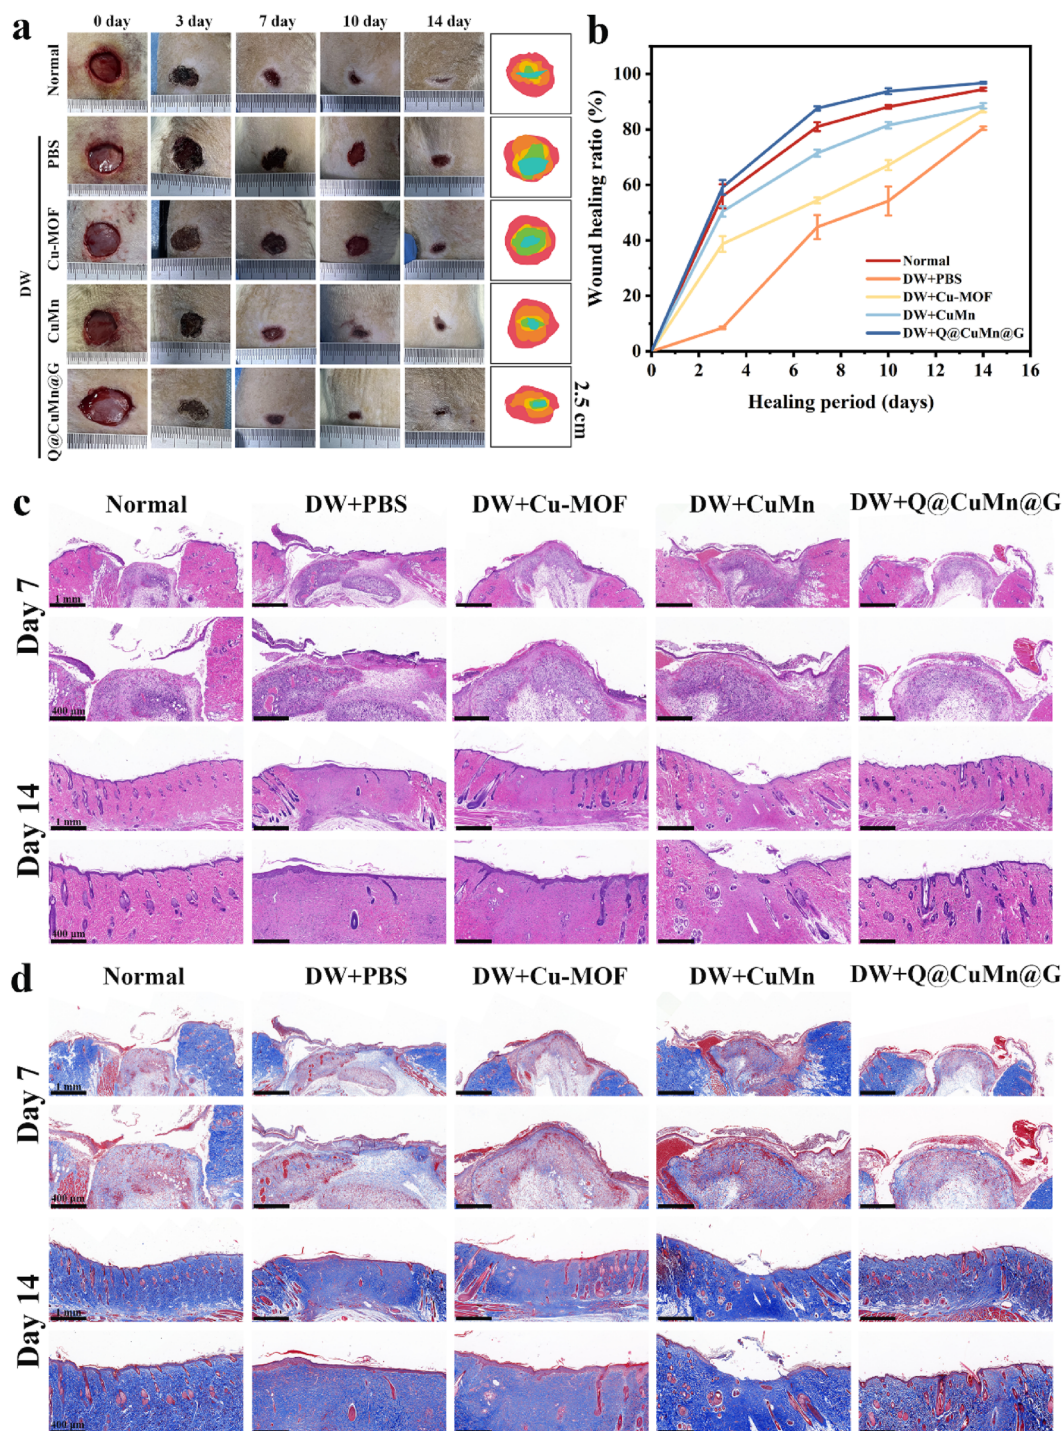 a
0 day 3 day 7 day 10 day 14 day
Normal
DW
PBS
Cu-MOF
CuMn
Q@CuMn@G
2.5 cm
b
Wound healing ratio (%)
100
80
60
40
20
0
0 2 4 6 8 10 12 14 16
Healing period (days)
Normal
DW+PBS
DW+Cu-MOF
DW+CuMn
DW+Q@CuMn@G
c
Normal DW+PBS DW+Cu-MOF DW+CuMn DW+Q@CuMn@G
Day 7
1 mm
400 μm
Day 14
1 mm
400 μm
d
Normal DW+PBS DW+Cu-MOF DW+CuMn DW+Q@CuMn@G
Day 7
1 mm
400 μm
Day 14
1 mm
400 μm